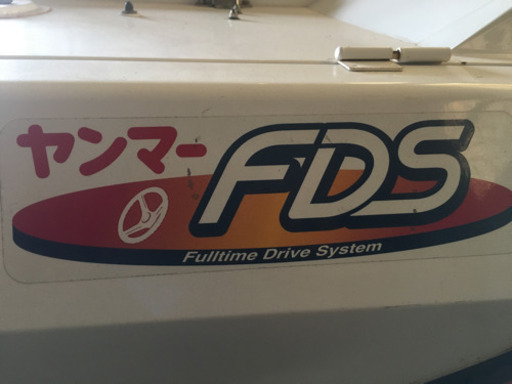 ヤンマー
FDS
Fulltime Drive System